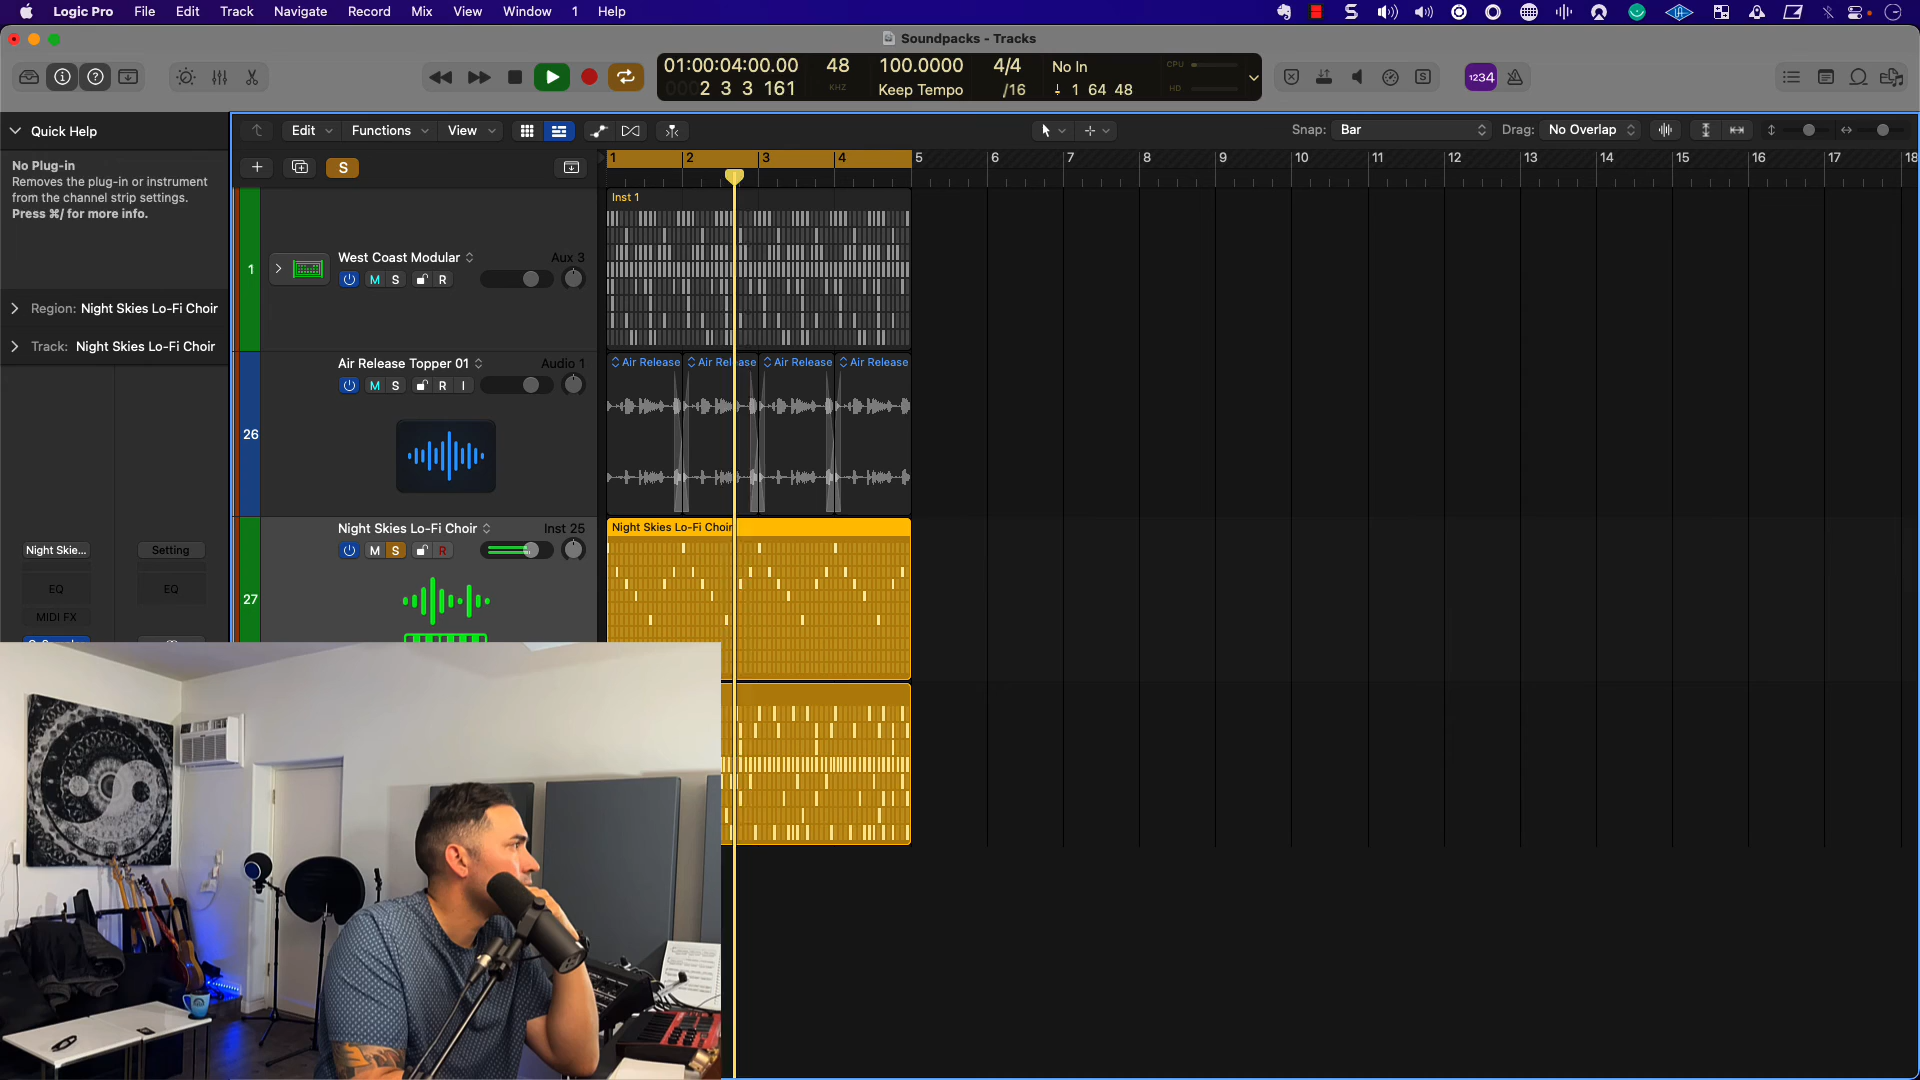 Logic Pro File Edit Track Navigate Record Mix View Window 1 Help
Soundpacks - Tracks
01:00:04:00.00 48 100.0000 4/4 No In CPU
KHZ
2 3 3 161 Keep Tempo /16 1 64 48 HD
1234
Quick Help
No Plug-in
Removes the plug-in or instrument
from the channel strip settings.
Press ⌘/ for more info.
Region: Night Skies Lo-Fi Choir
Track: Night Skies Lo-Fi Choir
Night Skie... Setting
EQ EQ
MIDI FX
Edit Functions View
Snap: Bar Drag: No Overlap
S
1 2 3 4 5 6 7 8 9 10 11 12 13 14 15 16 17 18
1
West Coast Modular Aux 3
M S R
Inst 1
26
Air Release Topper 01 Audio 1
M S R I
Air Release Air Release Air Release Air Release
27
Night Skies Lo-Fi Choir Inst 25
M S R
Night Skies Lo-Fi Choir